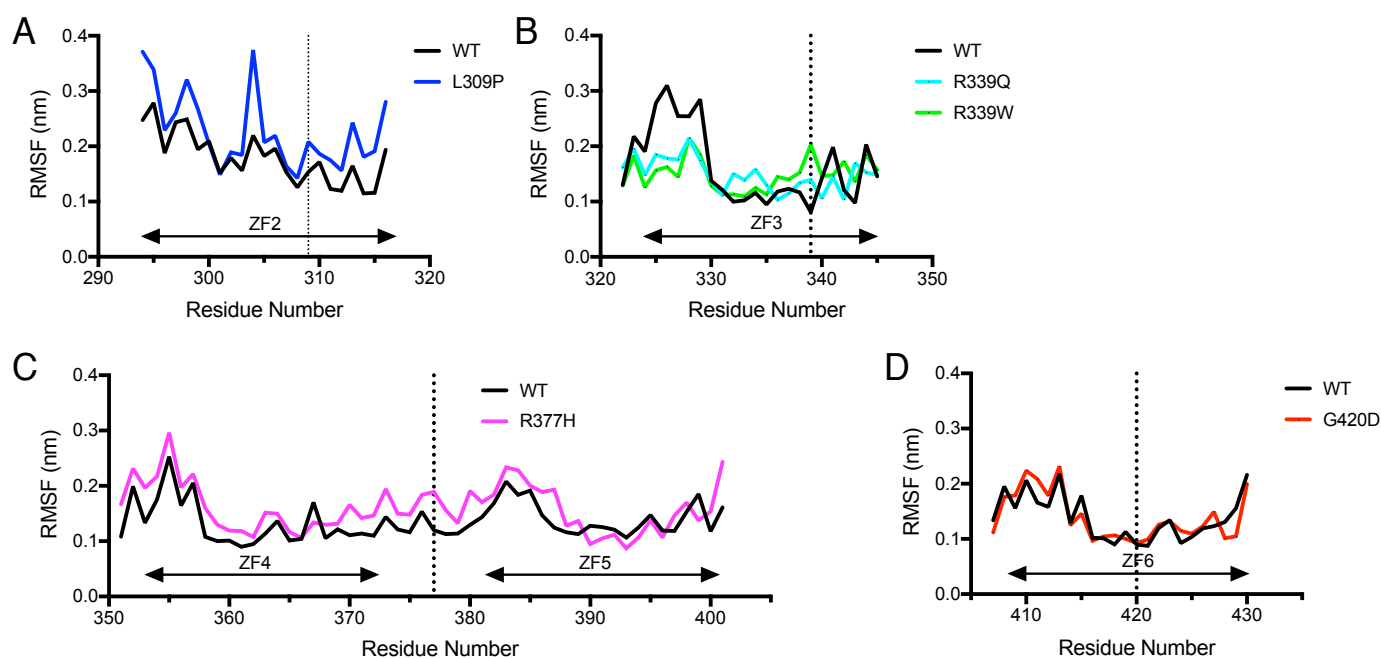 A
0.4
0.3
0.2
0.1
0.0
RMSF (nm)
WT
L309P
ZF2
290 300 310 320
Residue Number
B
0.4
0.3
0.2
0.1
0.0
RMSF (nm)
WT
R339Q
R339W
ZF3
320 330 340 350
Residue Number
C
0.4
0.3
0.2
0.1
0.0
RMSF (nm)
WT
R377H
ZF4 ZF5
350 360 370 380 390 400
Residue Number
D
0.4
0.3
0.2
0.1
0.0
RMSF (nm)
WT
G420D
ZF6
410 420 430
Residue Number